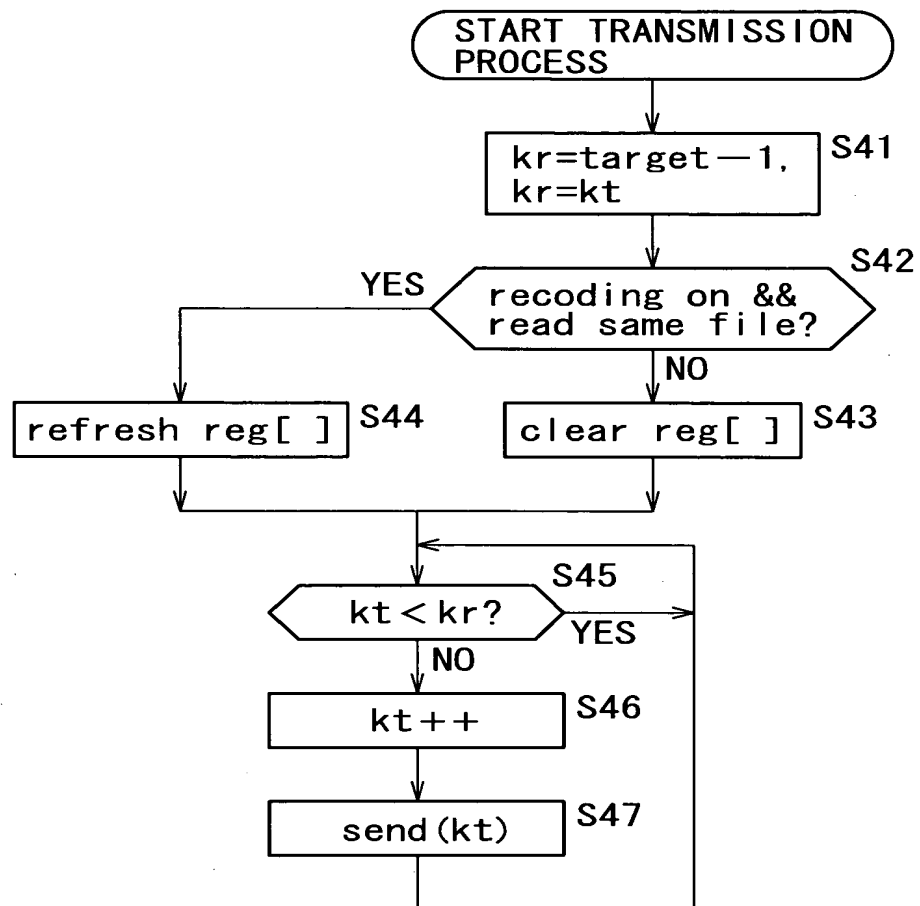 START TRANSMISSION
PROCESS
S41
kr=target-1,
kr=kt
S42
YES
recoding on &&
read same file?
NO
refresh reg[ ]
S44
clear reg[ ]
S43
S45
kt<kr?
YES
NO
S46
kt++
S47
send(kt)